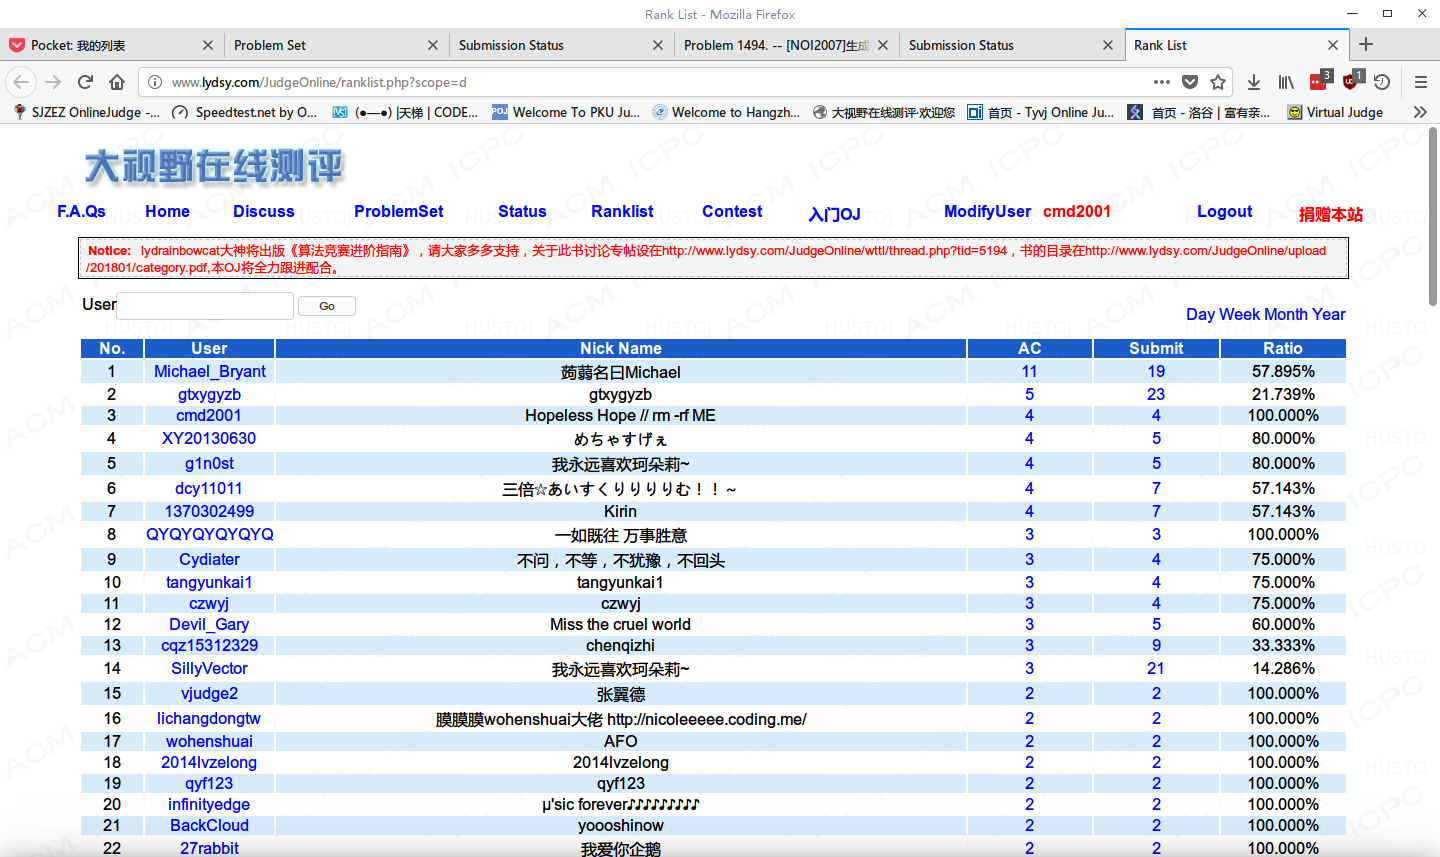 Rank List - Mozilla Firefox
Pocket: 我的列表
Problem Set
Submission Status
Problem 1494. -- [NOI2007]生成
Submission Status
Rank List
www.lydsy.com/JudgeOnline/ranklist.php?scope=d
3
1
SJZEZ OnlineJudge -...
Speedtest.net by O...
(●—●) |天梯 | CODE...
Welcome To PKU Ju...
Welcome to Hangzh...
大视野在线测评·欢迎您
首页 - Tyvj Online Ju...
首页 - 洛谷 | 富有亲...
Virtual Judge
大视野在线测评
F.A.Qs Home Discuss ProblemSet Status Ranklist Contest 入门OJ ModifyUser cmd2001 Logout 捐赠本站
Notice: lydrainbowcat大神将出版《算法竞赛进阶指南》，请大家多多支持，关于此书讨论专帖设在http://www.lydsy.com/JudgeOnline/wttl/thread.php?tid=5194，书的目录在http://www.lydsy.com/JudgeOnline/upload
/201801/category.pdf,本OJ将全力跟进配合。
User Go
Day Week Month Year
No. User Nick Name AC Submit Ratio
1 Michael_Bryant 蒟蒻名曰Michael 11 19 57.895%
2 gtxygyzb gtxygyzb 5 23 21.739%
3 cmd2001 Hopeless Hope // rm -rf ME 4 4 100.000%
4 XY20130630 めちゃすげぇ 4 5 80.000%
5 g1n0st 我永远喜欢珂朵莉~ 4 5 80.000%
6 dcy11011 三倍☆あいすくりりりりむ！！～ 4 7 57.143%
7 1370302499 Kirin 4 7 57.143%
8 QYQYQYQYQYQ 一如既往 万事胜意 3 3 100.000%
9 Cydiater 不问，不等，不犹豫，不回头 3 4 75.000%
10 tangyunkai1 tangyunkai1 3 4 75.000%
11 czwyj czwyj 3 4 75.000%
12 Devil_Gary Miss the cruel world 3 5 60.000%
13 cqz15312329 chenqizhi 3 9 33.333%
14 SillyVector 我永远喜欢珂朵莉~ 3 21 14.286%
15 vjudge2 张翼德 2 2 100.000%
16 lichangdongtw 膜膜膜wohenshuai大佬 http://nicoleeeee.coding.me/ 2 2 100.000%
17 wohenshuai AFO 2 2 100.000%
18 2014lvzelong 2014lvzelong 2 2 100.000%
19 qyf123 qyf123 2 2 100.000%
20 infinityedge μ'sic forever♪♪♪♪♪♪♪♪♪ 2 2 100.000%
21 BackCloud yoooshinow 2 2 100.000%
22 27rabbit 我爱你企鹅 2 2 100.000%